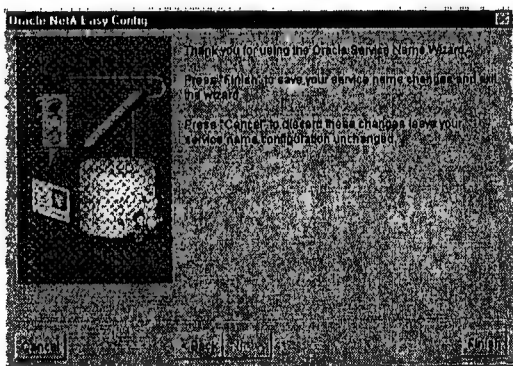 Oracle Net8 Easy Config
Thank you for using the Oracle Service Name Wizard.
Press 'Finish' to save your service name changes and exit
the wizard.
Press 'Cancel' to discard these changes leave your
service name configuration unchanged.
Cancel
Back
Finish